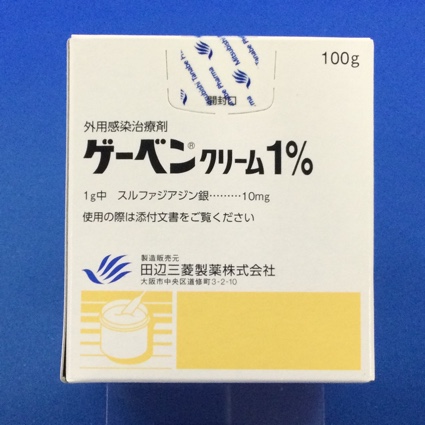 100g
Mitsubishi Tanabe Pharma
開封口
外用感染治療剤
ゲーベン®クリーム1%
1g中 スルファジアジン銀………10mg
使用の際は添付文書をご覧ください
製造販売元
田辺三菱製薬株式会社
大阪市中央区道修町3-2-10